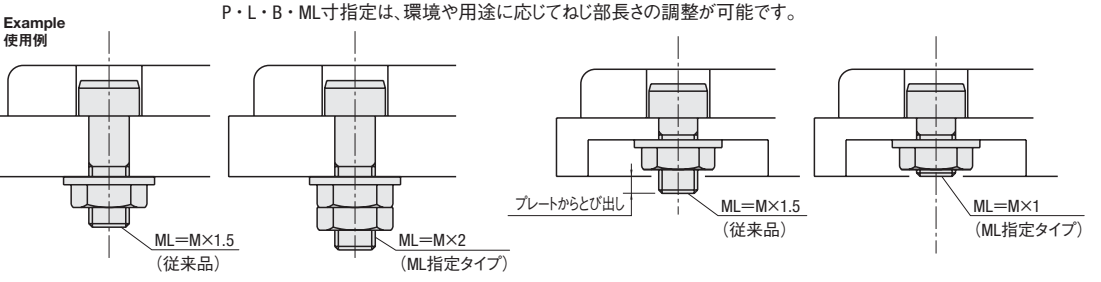 P・L・B・ML寸指定は、環境や用途に応じてねじ部長さの調整が可能です。
Example
使用例
ML=M×1.5
(従来品)
ML=M×2
(ML指定タイプ)
プレートからとび出し
ML=M×1.5
(従来品)
ML=M×1
(ML指定タイプ)